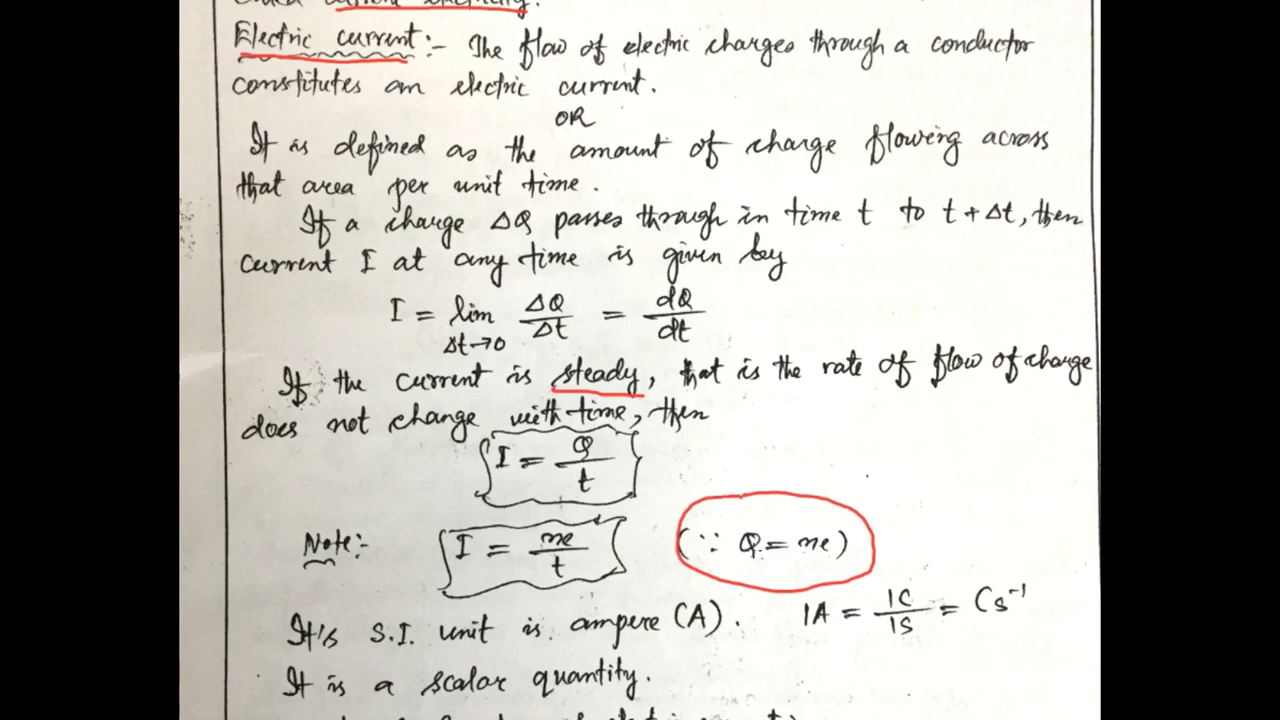 current electricity.
Electric current:- The flow of electric charges through a conductor
constitutes an electric current.
OR
It is defined as the amount of charge flowing across
that area per unit time.
If a charge ΔQ passes through in time t to t + Δt, then
current I at any time is given by
I = lim Δt→0 ΔQ/Δt = dQ/dt
If the current is steady, that is the rate of flow of charge
does not change with time, then
I = Q/t
Note:- I = ne/t (∵ Q = ne)
It's S.I. unit is ampere (A). 1A = 1C/1S = Cs⁻¹
It is a scalar quantity.